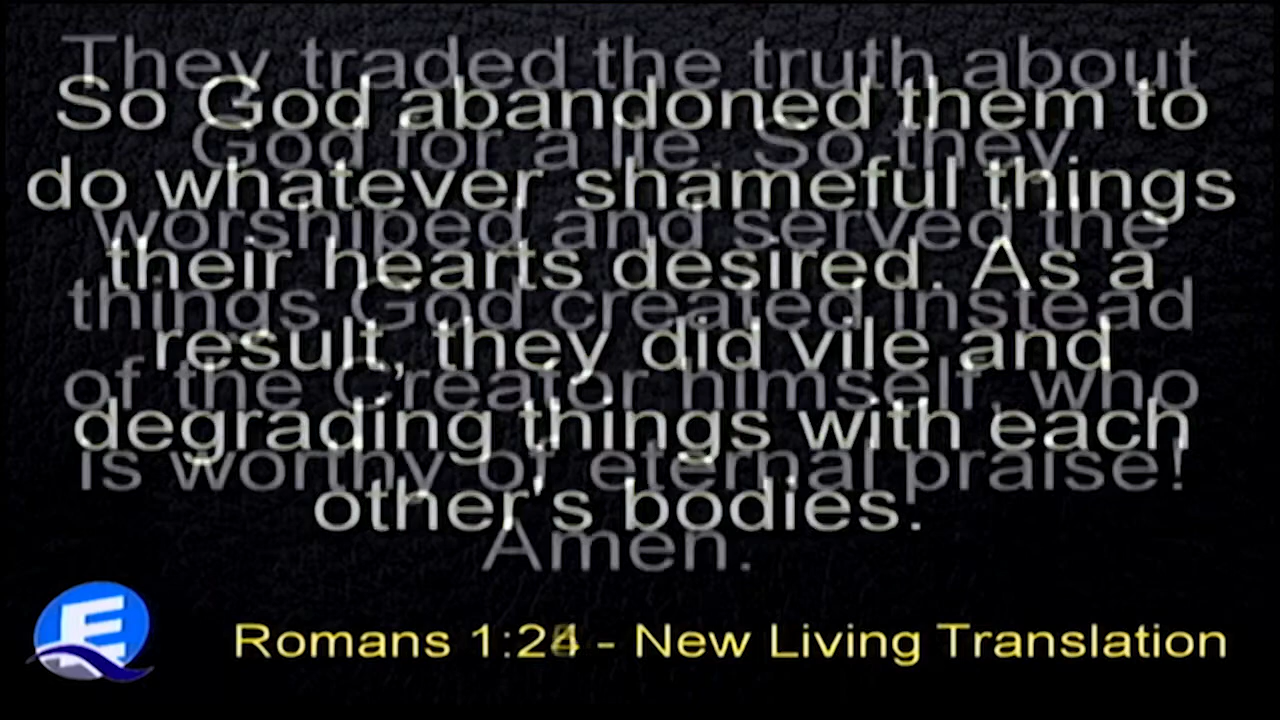 They traded the truth about
God for a lie. So they
worshiped and served the
things God created instead
of the Creator himself, who
is worthy of eternal praise!
Amen.
So God abandoned them to
do whatever shameful things
their hearts desired. As a
result, they did vile and
degrading things with each
other's bodies.
E
Romans 1:24 - New Living Translation